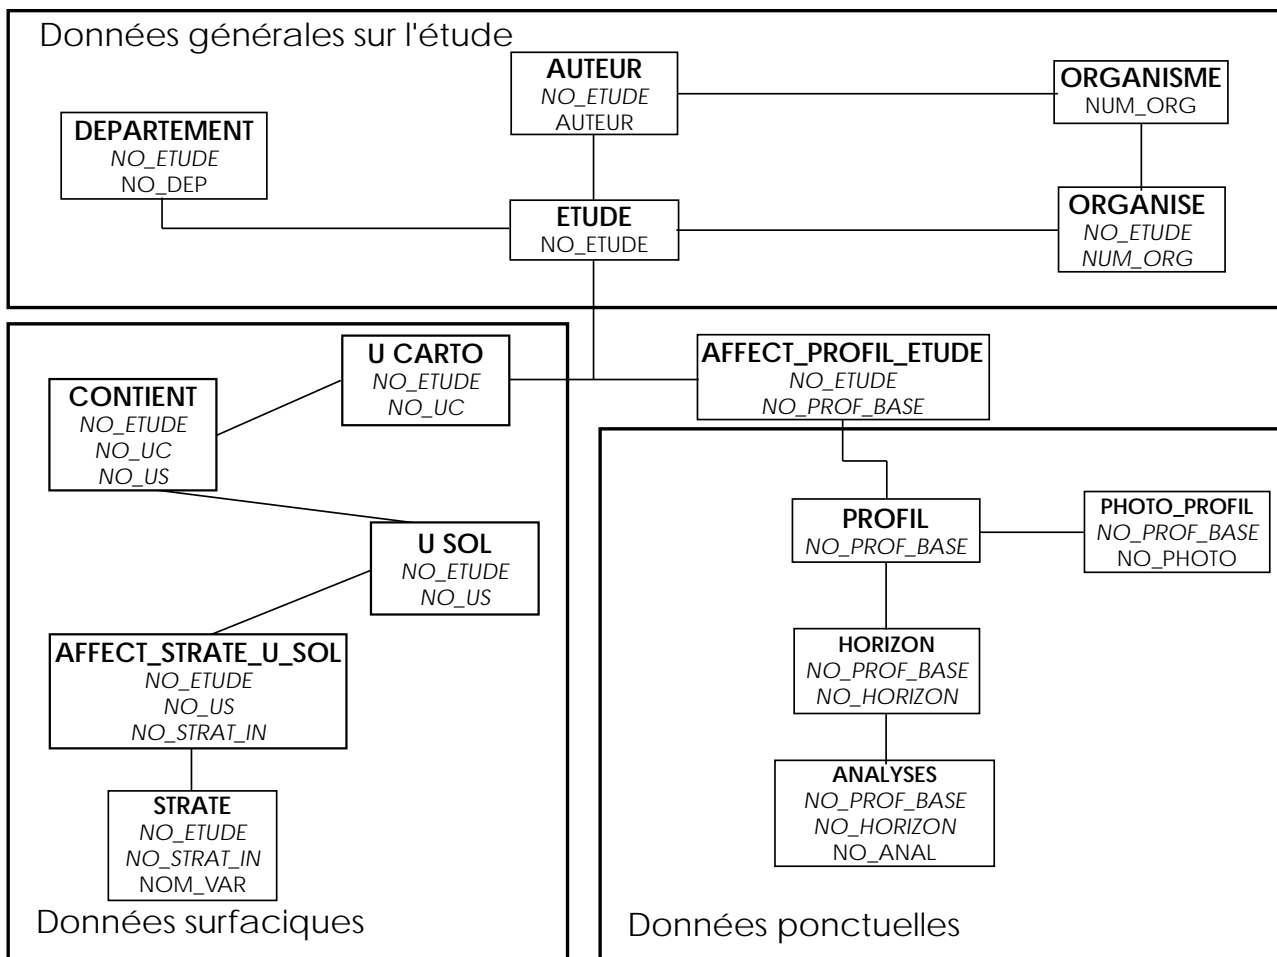 Données générales sur l'étude
AUTEUR
NO_ETUDE
AUTEUR
ORGANISME
NUM_ORG
DEPARTEMENT
NO_ETUDE
NO_DEP
ETUDE
NO_ETUDE
ORGANISE
NO_ETUDE
NUM_ORG
U CARTO
NO_ETUDE
NO_UC
AFFECT_PROFIL_ETUDE
NO_ETUDE
NO_PROF_BASE
CONTIENT
NO_ETUDE
NO_UC
NO_US
U SOL
NO_ETUDE
NO_US
AFFECT_STRATE_U_SOL
NO_ETUDE
NO_US
NO_STRAT_IN
STRATE
NO_ETUDE
NO_STRAT_IN
NOM_VAR
Données surfaciques
PROFIL
NO_PROF_BASE
PHOTO_PROFIL
NO_PROF_BASE
NO_PHOTO
HORIZON
NO_PROF_BASE
NO_HORIZON
ANALYSES
NO_PROF_BASE
NO_HORIZON
NO_ANAL
Données ponctuelles